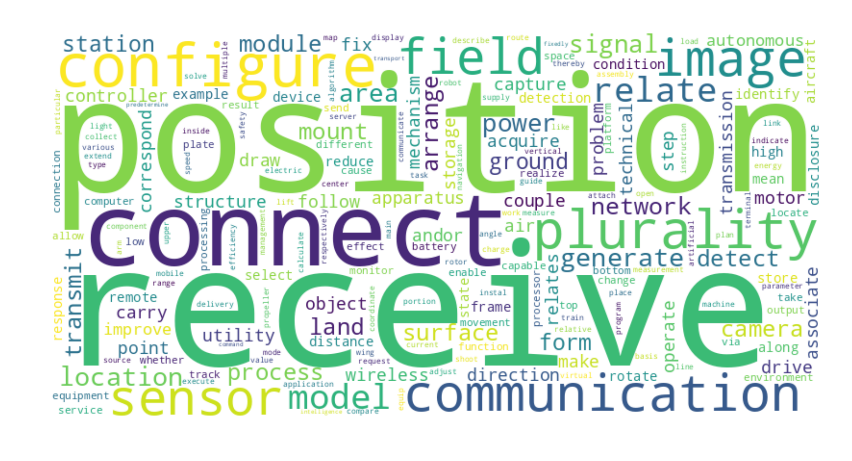 station
module
fix
map
display
multiple
describe
route
fixedly
load
autonomous
configure
field
signal
image
space
condition
solve
thereby
transport
controller
example
device
area
algorithm
robot
capture
detection
identify
aircraft
assembly
particular
predetermine
result
send
supply
like
platform
relate
position
light
collect
various
extend
type
inside
speed
plate
safety
server
mount
different
communicate
mechanism
arrange
storage
power
acquire
problem
technical
step
transmission
link
high
indicate
instruction
disclosure
connection
correspond
draw
reduce
cause
vertical
navigation
ground
realize
energy
mean
motor
computer
electric
center
task
guide
attach
open
terminal
locate
structure
lift
follow
apparatus
couple
network
connect
plurality
allow
component
low
upper
arm
processing
efficiency
management
calculate
respectively
effect
battery
andor
main
air
work
measure
angle
rotor
charge
artificial
plan
response
transmit
remote
mobile
range
select
monitor
enable
capable
generate
detect
bottom
measurement
change
store
parameter
receive
carry
improve
delivery
propeller
object
land
coordinate
state
frame
processor
top
instal
portion
place
machine
take
output
associate
point
utility
distance
surface
movement
function
relates
form
relative
train
program
operate
via
camera
along
source
whether
command
value
mode
request
wing
current
shoot
make
virtual
basis
line
drive
environment
location
track
execute
process
application
wireless
adjust
direction
rotate
equipment
service
sensor
intelligence
model
compare
equip
communication